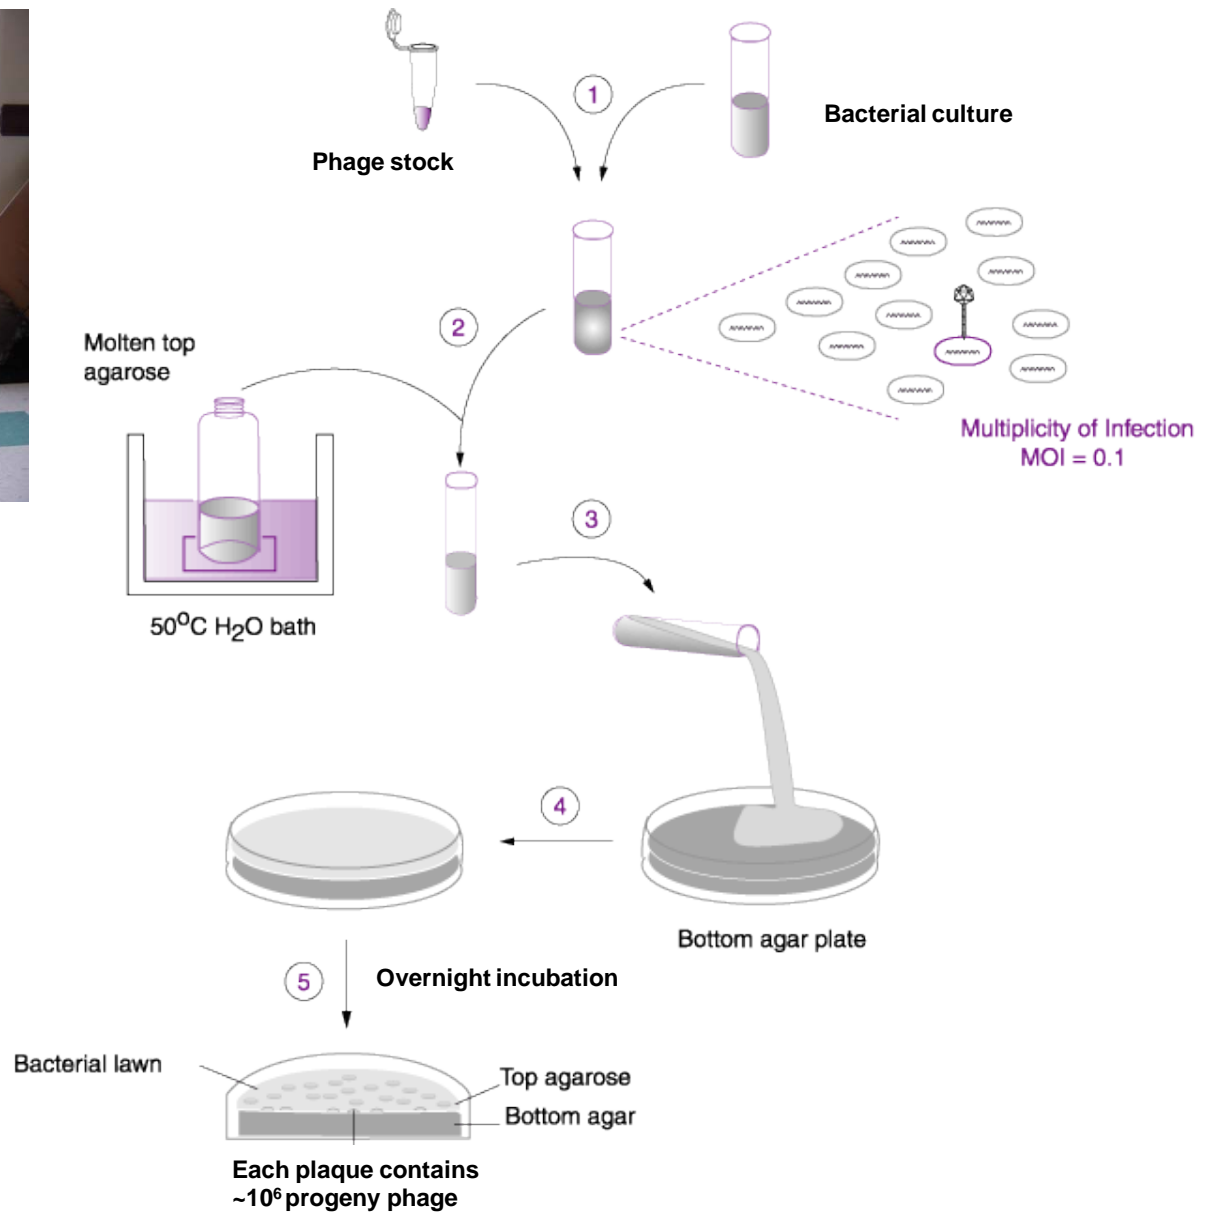 1
Bacterial culture
Phage stock
2
Molten top
agarose
Multiplicity of Infection
MOI = 0.1
3
50⁰C H₂O bath
4
Bottom agar plate
5
Overnight incubation
Bacterial lawn
Top agarose
Bottom agar
Each plaque contains
~10⁶ progeny phage